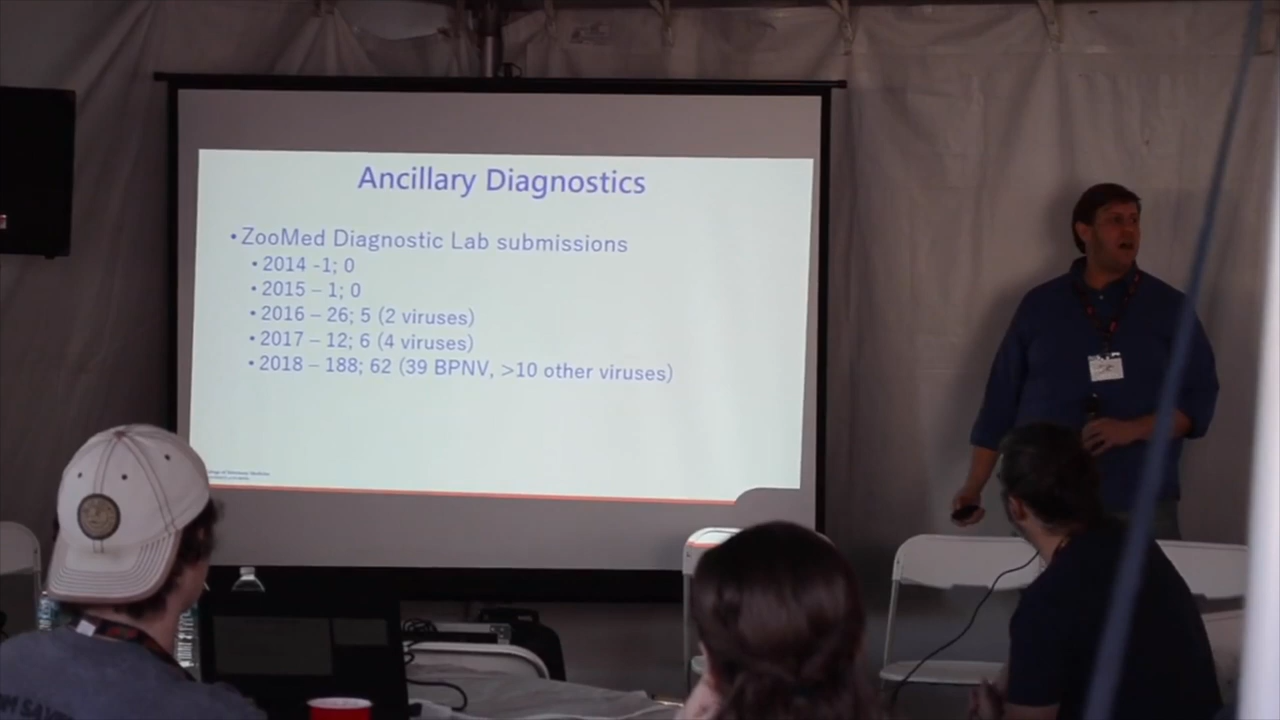 Ancillary Diagnostics
• ZooMed Diagnostic Lab submissions
• 2014 -1; 0
• 2015 – 1; 0
• 2016 – 26; 5 (2 viruses)
• 2017 – 12; 6 (4 viruses)
• 2018 – 188; 62 (39 BPNV, >10 other viruses)